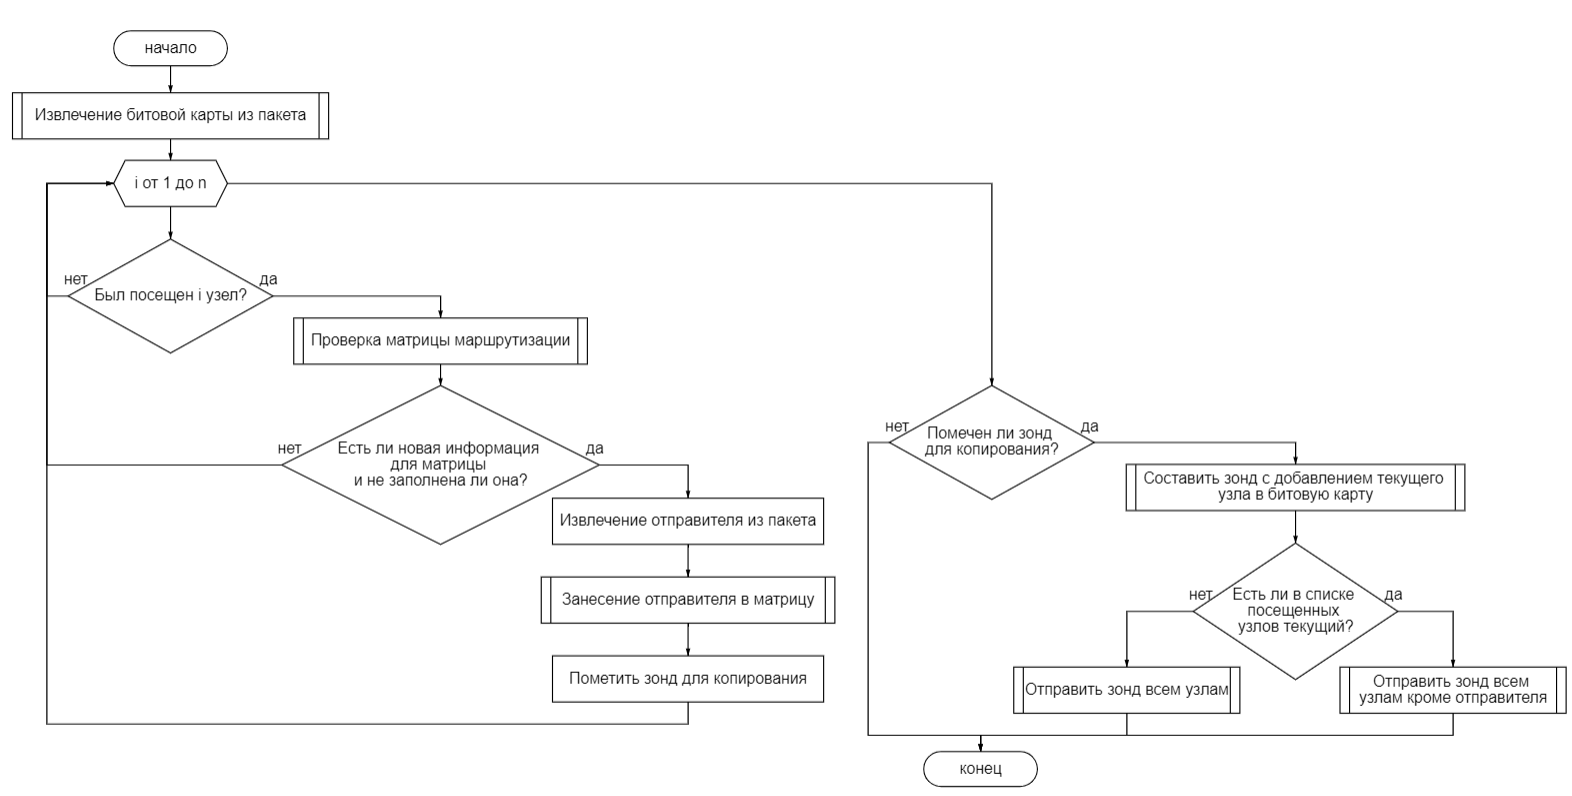 начало
Извлечение битовой карты из пакета
i от 1 до n
нет
да
Был посещен i узел?
Проверка матрицы маршрутизации
нет
да
Есть ли новая информация
для матрицы
и не заполнена ли она?
Извлечение отправителя из пакета
Занесение отправителя в матрицу
Пометить зонд для копирования
нет
да
Помечен ли зонд
для копирования?
Составить зонд с добавлением текущего
узла в битовую карту
нет
да
Есть ли в списке
посещенных
узлов текущий?
Отправить зонд всем узлам
Отправить зонд всем
узлам кроме отправителя
конец